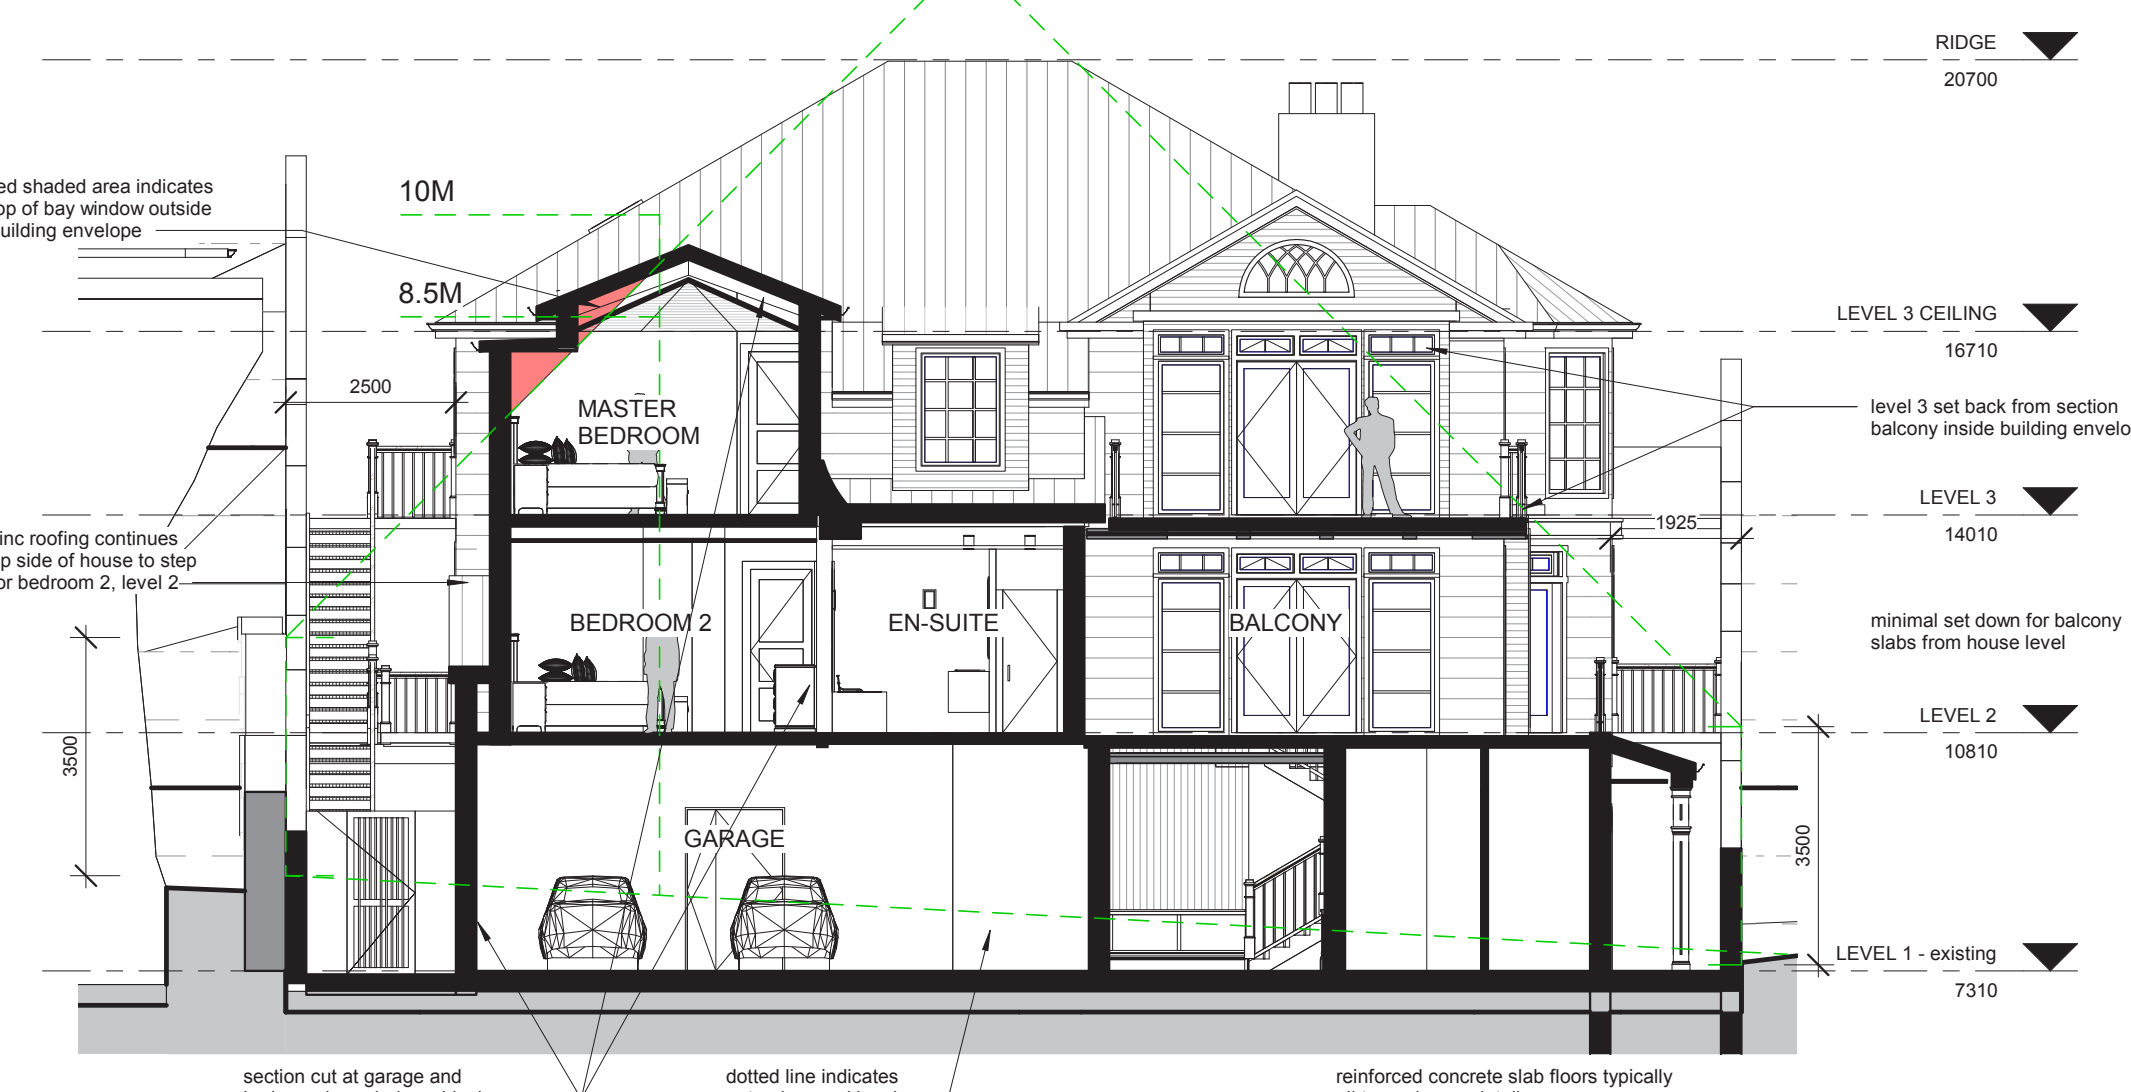 RIDGE
20700
ed shaded area indicates
op of bay window outside
uilding envelope
10M
8.5M
LEVEL 3 CEILING
16710
2500
MASTER
BEDROOM
level 3 set back from section
balcony inside building envelo
LEVEL 3
14010
1925
inc roofing continues
p side of house to step
or bedroom 2, level 2
BEDROOM 2
EN-SUITE
BALCONY
minimal set down for balcony
slabs from house level
LEVEL 2
10810
3500
GARAGE
3500
LEVEL 1 - existing
7310
section cut at garage and
dotted line indicates
reinforced concrete slab floors typically